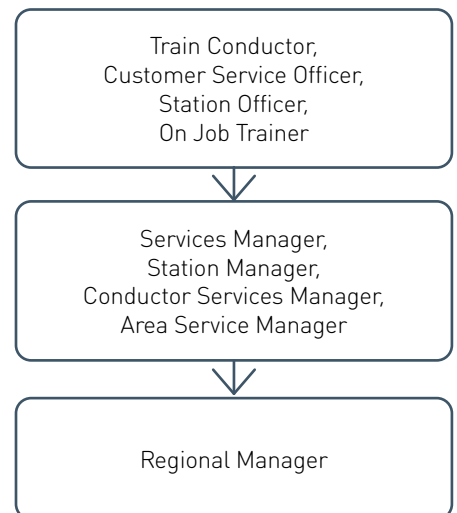 Train Conductor,
Customer Service Officer,
Station Officer,
On Job Trainer
Services Manager,
Station Manager,
Conductor Services Manager,
Area Service Manager
Regional Manager